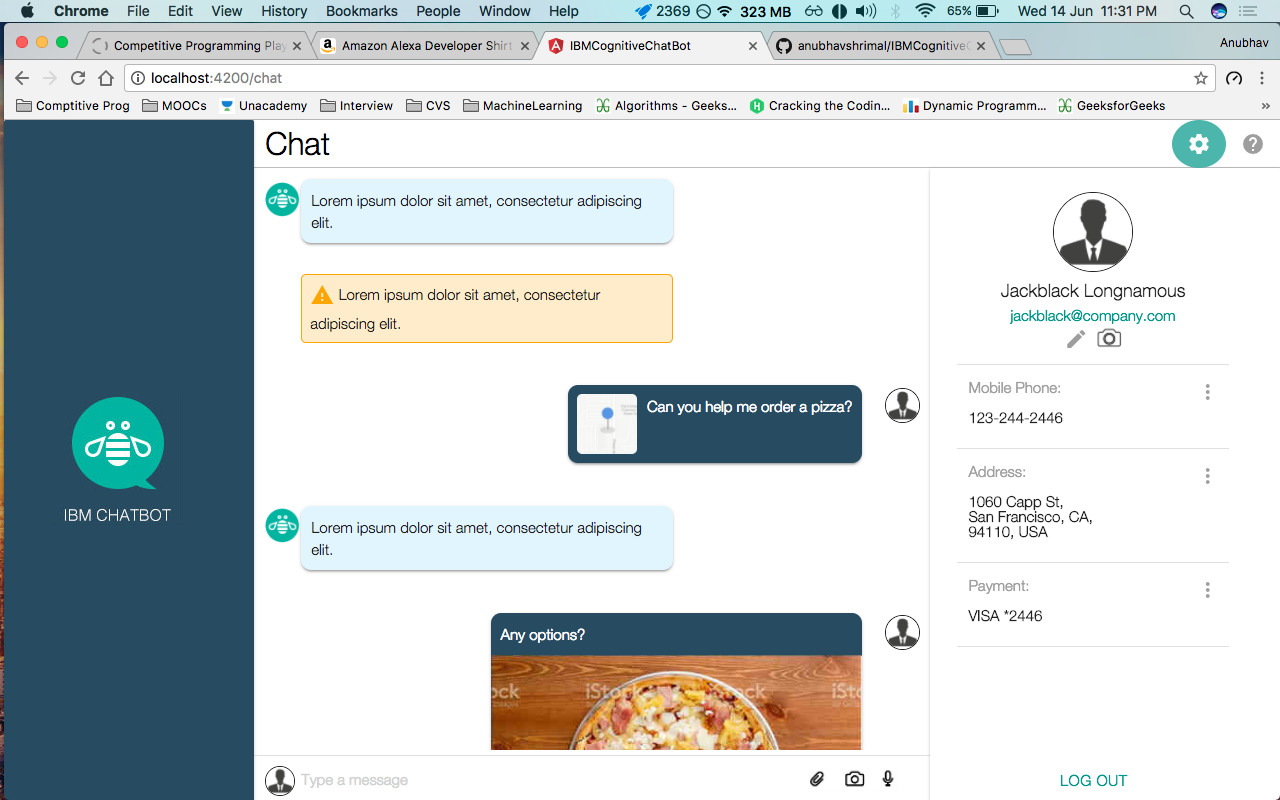 Chrome File Edit View History Bookmarks People Window Help 2369 323 MB 65% Wed 14 Jun 11:31 PM
Competitive Programming Play
Amazon Alexa Developer Shirt
IBMCognitiveChatBot
anubhavshrimal/IBMCognitiveC
Anubhav
localhost:4200/chat
Comptitive Prog MOOCs Unacademy Interview CVS MachineLearning Algorithms - Geeks... Cracking the Codin... Dynamic Programm... GeeksforGeeks »
Chat
IBM CHATBOT
Lorem ipsum dolor sit amet, consectetur adipiscing
elit.
Lorem ipsum dolor sit amet, consectetur
adipiscing elit.
Can you help me order a pizza?
Lorem ipsum dolor sit amet, consectetur adipiscing
elit.
Any options?
ock iStock iSto
Type a message
Jackblack Longnamous
jackblack@company.com
Mobile Phone:
123-244-2446
Address:
1060 Capp St,
San Francisco, CA,
94110, USA
Payment:
VISA *2446
LOG OUT